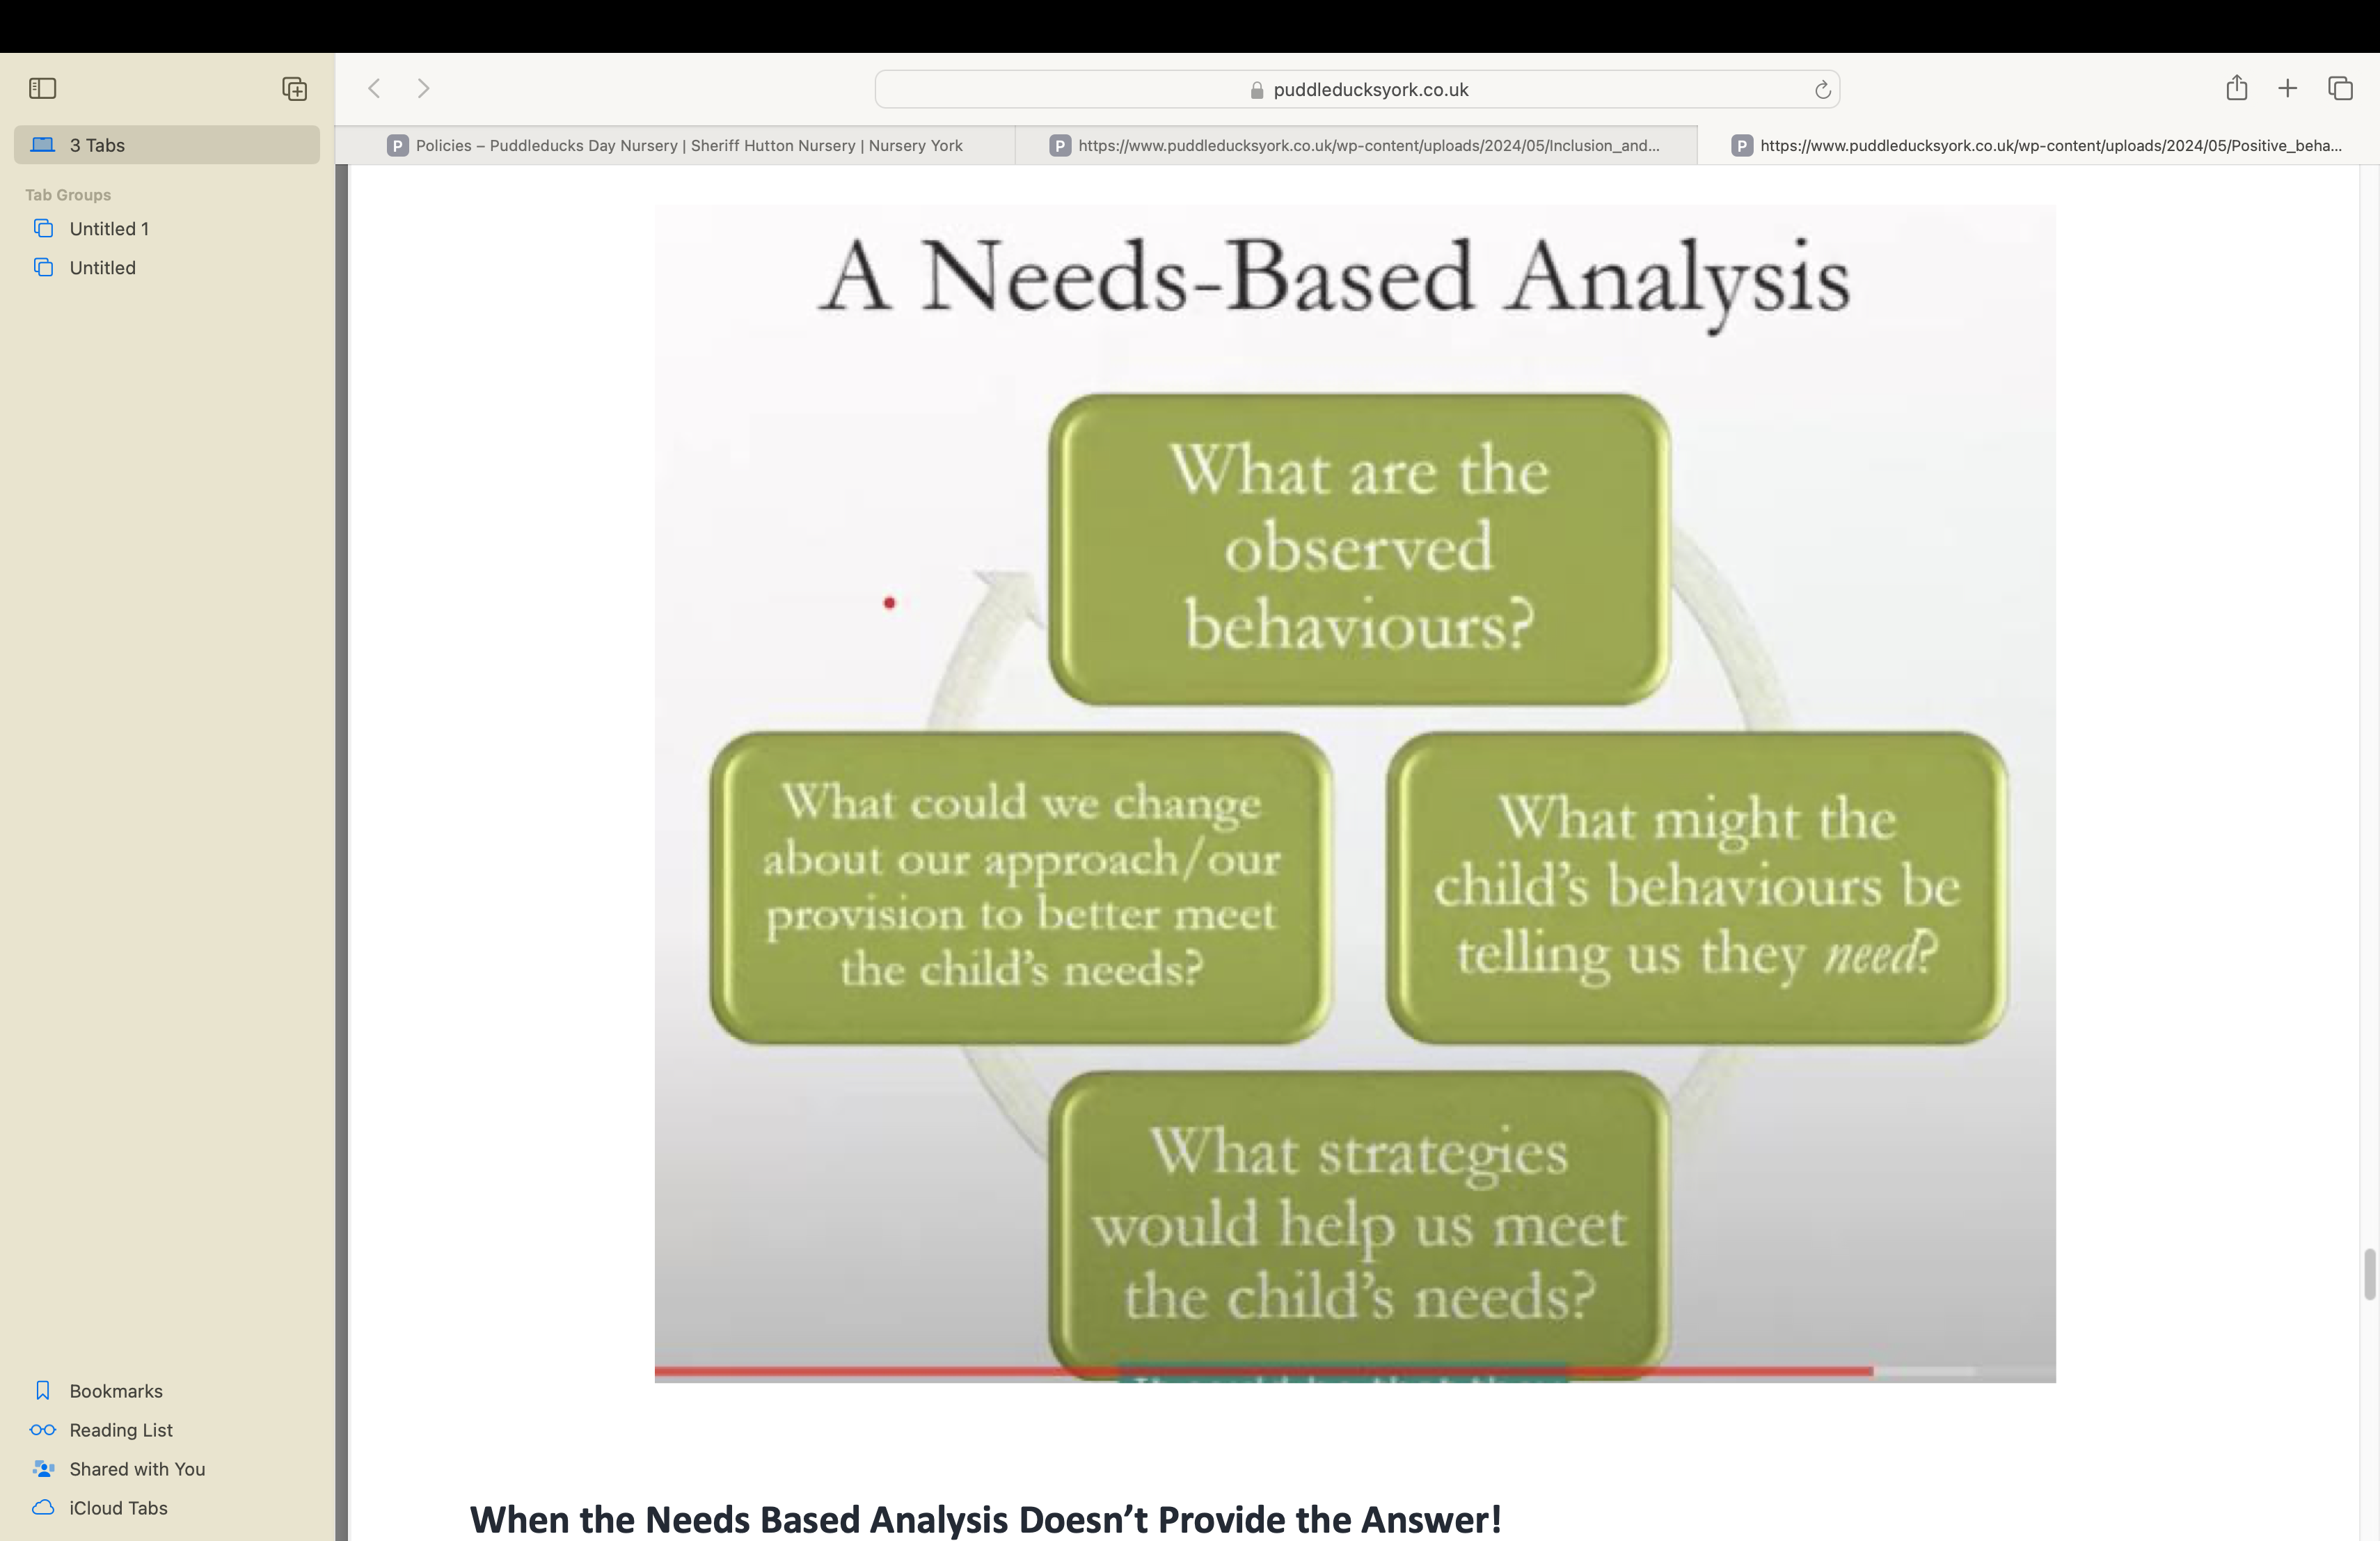 puddleducksyork.co.uk
3 Tabs
P Policies – Puddleducks Day Nursery | Sheriff Hutton Nursery | Nursery York
P https://www.puddleducksyork.co.uk/wp-content/uploads/2024/05/Inclusion_and...
P https://www.puddleducksyork.co.uk/wp-content/uploads/2024/05/Positive_beha...
Tab Groups
Untitled 1
Untitled
Bookmarks
Reading List
Shared with You
iCloud Tabs
A Needs-Based Analysis
What are the
observed
behaviours?
What might the
child's behaviours be
telling us they need?
What strategies
would help us meet
the child's needs?
What could we change
about our approach/our
provision to better meet
the child's needs?
When the Needs Based Analysis Doesn't Provide the Answer!